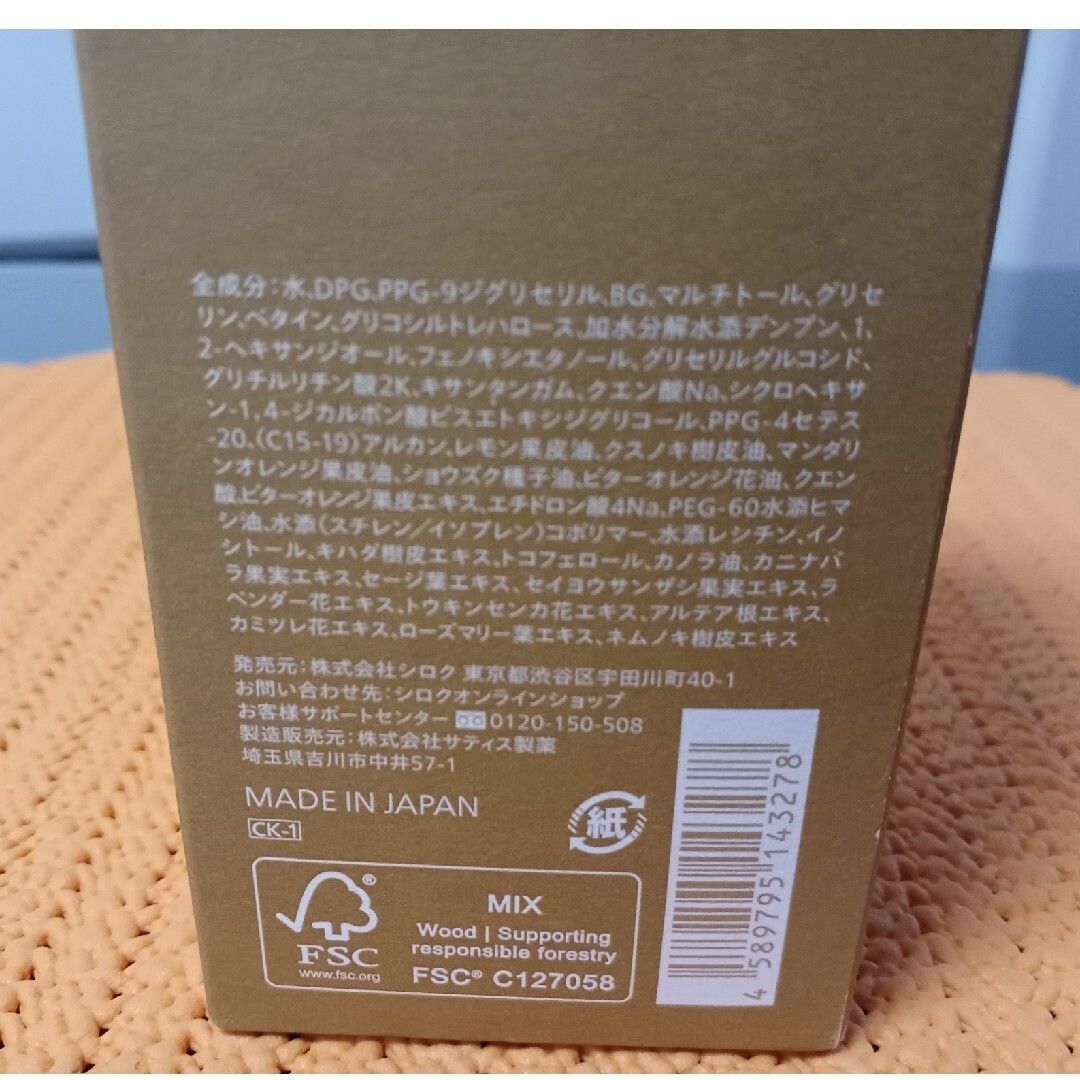 全成分:水、DPG、PPG-9ジグリセリル、BG、マルチトール、グリセ
リン、ベタイン、グリコシルトレハロース、加水分解水添デンプン、1,
2-ヘキサンジオール、フェノキシエタノール、グリセリルグルコシド、
グリチルリチン酸2K、キサンタンガム、クエン酸Na、シクロヘキサ
ン-1,4-ジカルボン酸ビスエトキシジグリコール、PPG-4セテス
-20、(C15-19)アルカン、レモン果皮油、クスノキ樹皮油、マンダリ
ンオレンジ果皮油、ショウズク種子油、ビターオレンジ花油、クエン
酸、ビターオレンジ果皮エキス、エチドロン酸4Na、PEG-60水添ヒマ
シ油、水添(スチレン/イソプレン)コポリマー、水添レシチン、イノ
シトール、キハダ樹皮エキス、トコフェロール、カノラ油、カニナバ
ラ果実エキス、セージ葉エキス、セイヨウサンザシ果実エキス、ラ
ベンダー花エキス、トウキンセンカ花エキス、アルテア根エキス、
カミツレ花エキス、ローズマリー葉エキス、ネムノキ樹皮エキス
発売元:株式会社シロク 東京都渋谷区宇田川町40-1
お問い合わせ先:シロクオンラインショップ
お客様サポートセンター 0120-150-508
製造販売元:株式会社サティス製薬
埼玉県吉川市中井57-1
MADE IN JAPAN
CK-1
紙
FSC®
www.fsc.org
MIX
Wood | Supporting
responsible forestry
FSC® C127058
4 589795 143278